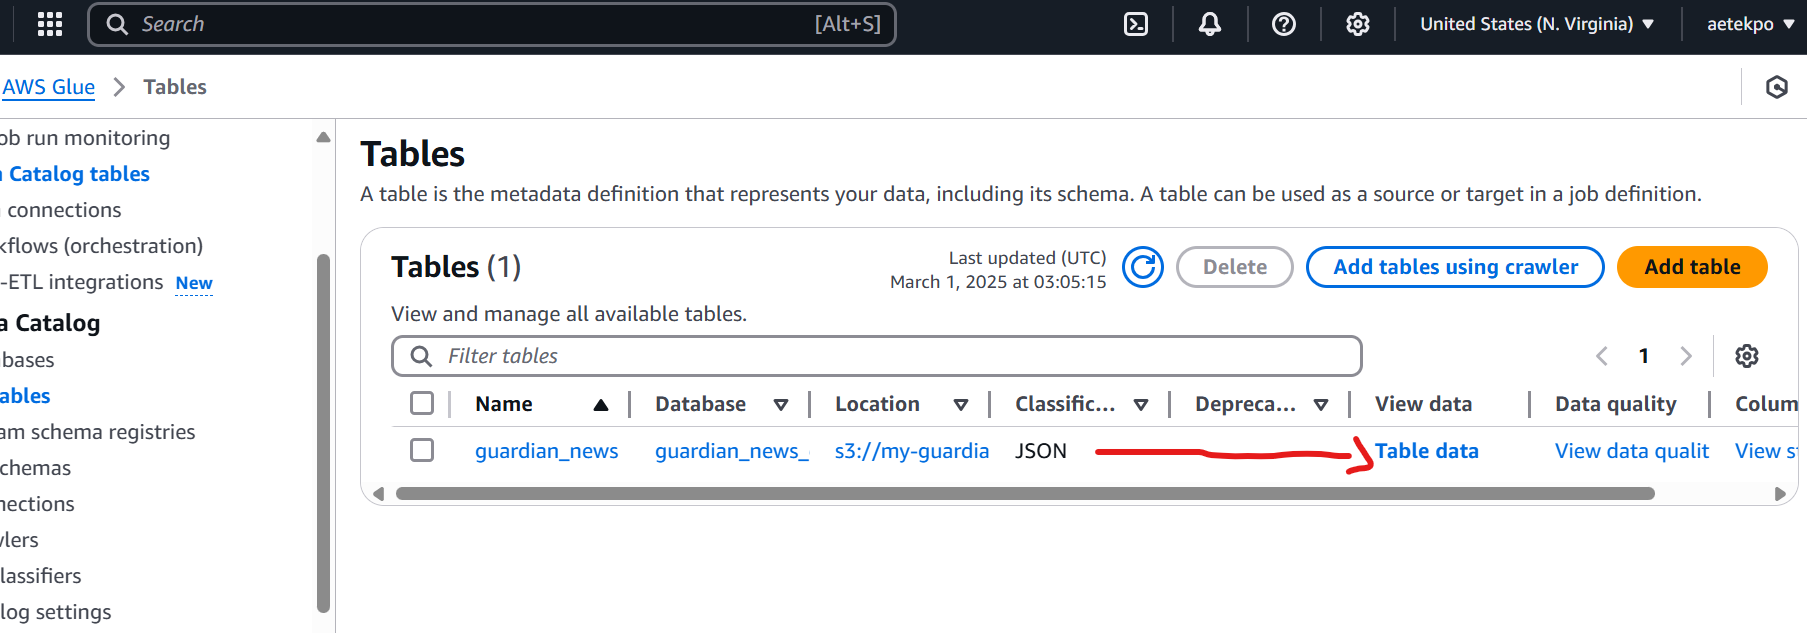 Search [Alt+S] United States (N. Virginia) aetekpo
AWS Glue Tables
ob run monitoring
Catalog tables
connections
kflows (orchestration)
-ETL integrations New
a Catalog
bases
ables
am schema registries
chemas
nections
vlers
lassifiers
log settings
Tables
A table is the metadata definition that represents your data, including its schema. A table can be used as a source or target in a job definition.
Tables (1)
Last updated (UTC)
March 1, 2025 at 03:05:15
Delete Add tables using crawler Add table
View and manage all available tables.
Filter tables 1
Name Database Location Classific... Depreca... View data Data quality Colum
guardian_news guardian_news_ s3://my-guardia JSON Table data View data qualit View s